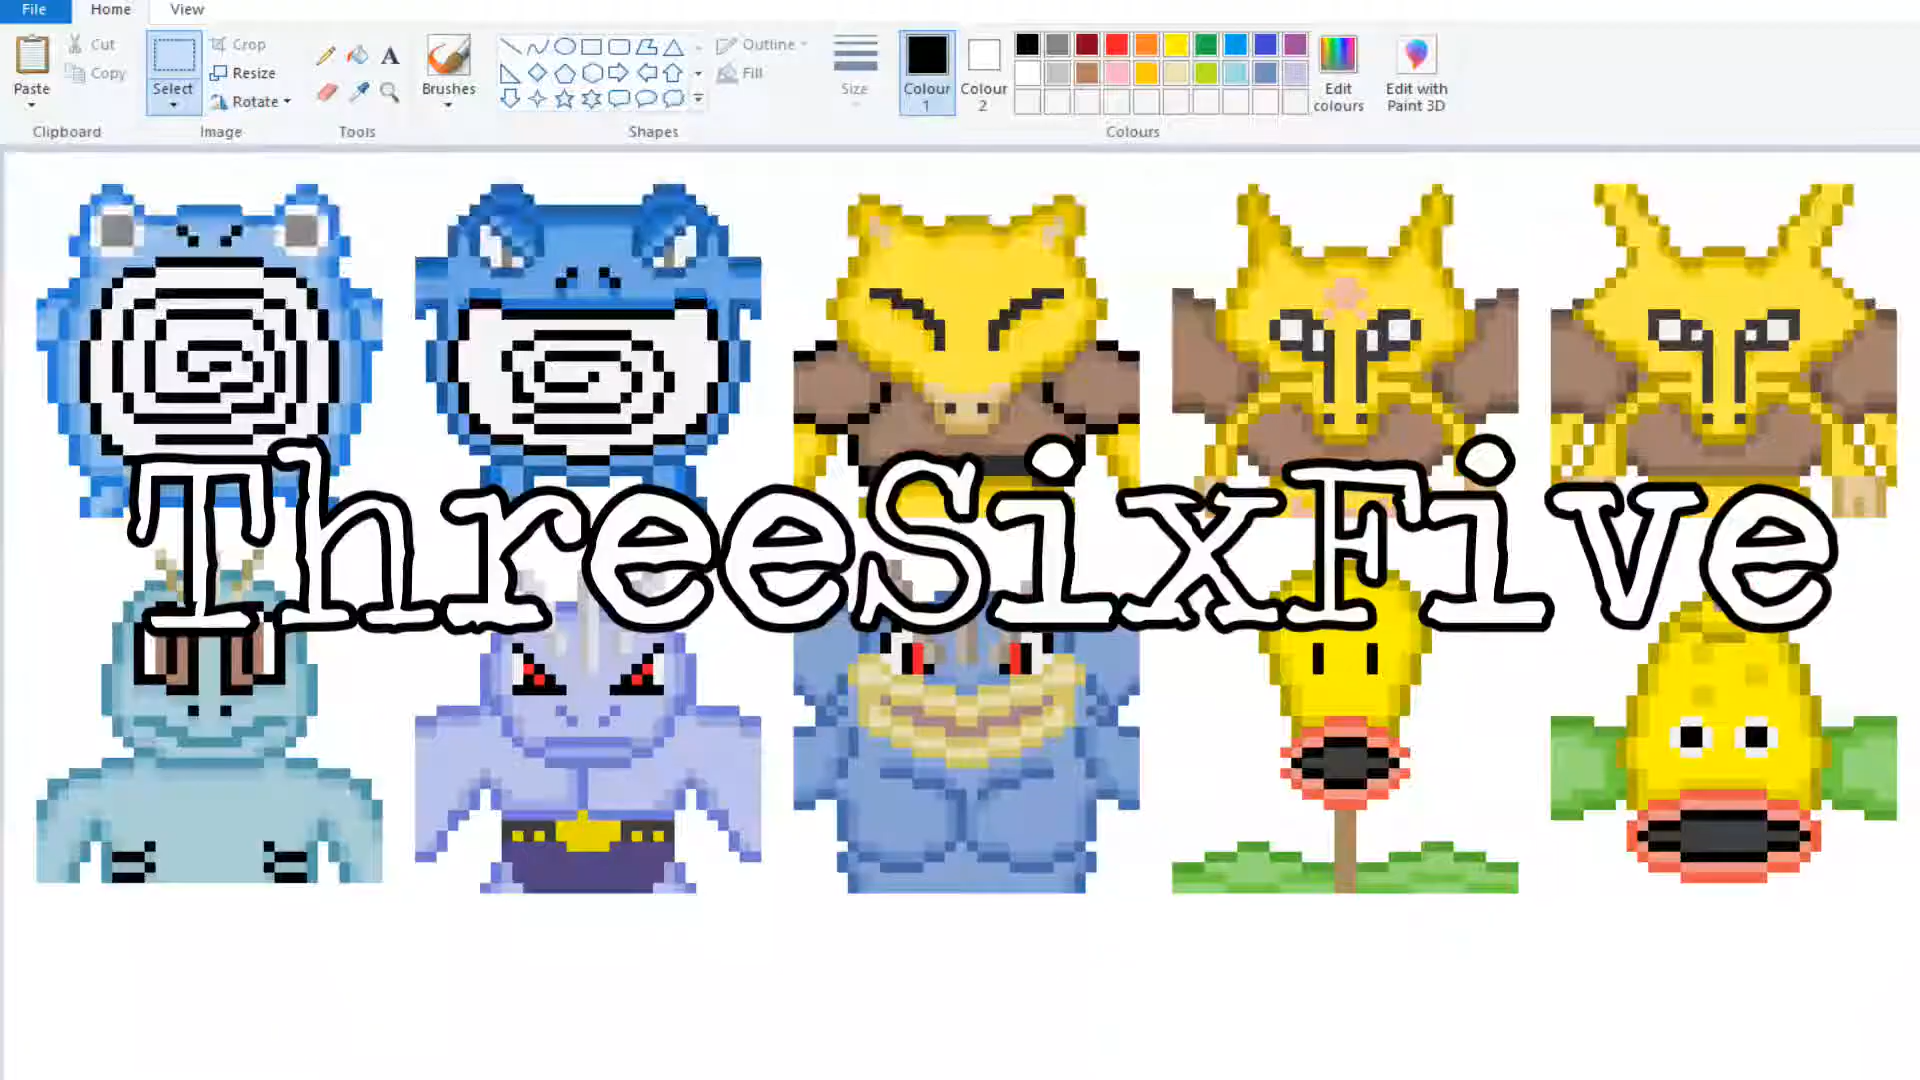 File Home View
Paste
Cut
Copy
Clipboard
Select
Crop
Resize
Rotate
Image
A
Tools
Brushes
Outline
Fill
Shapes
Size
Colour
1
Colour
2
Edit
colours
Colours
Edit with
Paint 3D
ThreeSixFive